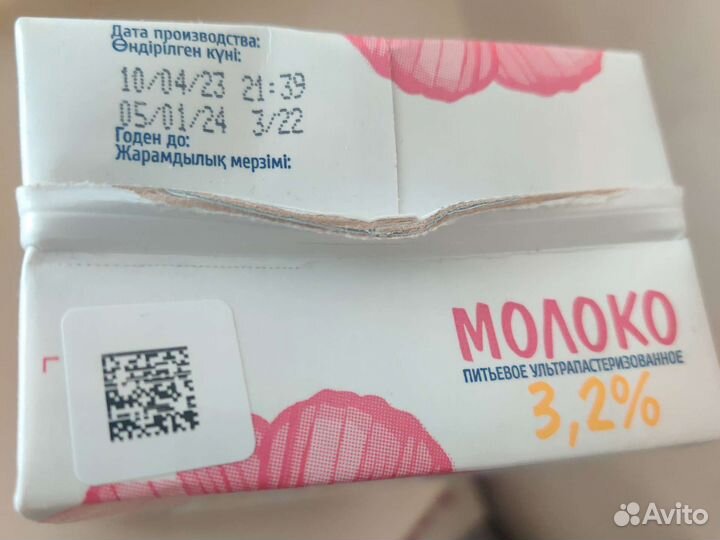 Дата производства:
Өндірілген күні:
10/04/23 21:39
05/01/24 3/22
Годен до:
Жарамдылық мерзімі:
МОЛОКО
ПИТЬЕВОЕ УЛЬТРАПАСТЕРИЗОВАННОЕ
3,2%
Avito